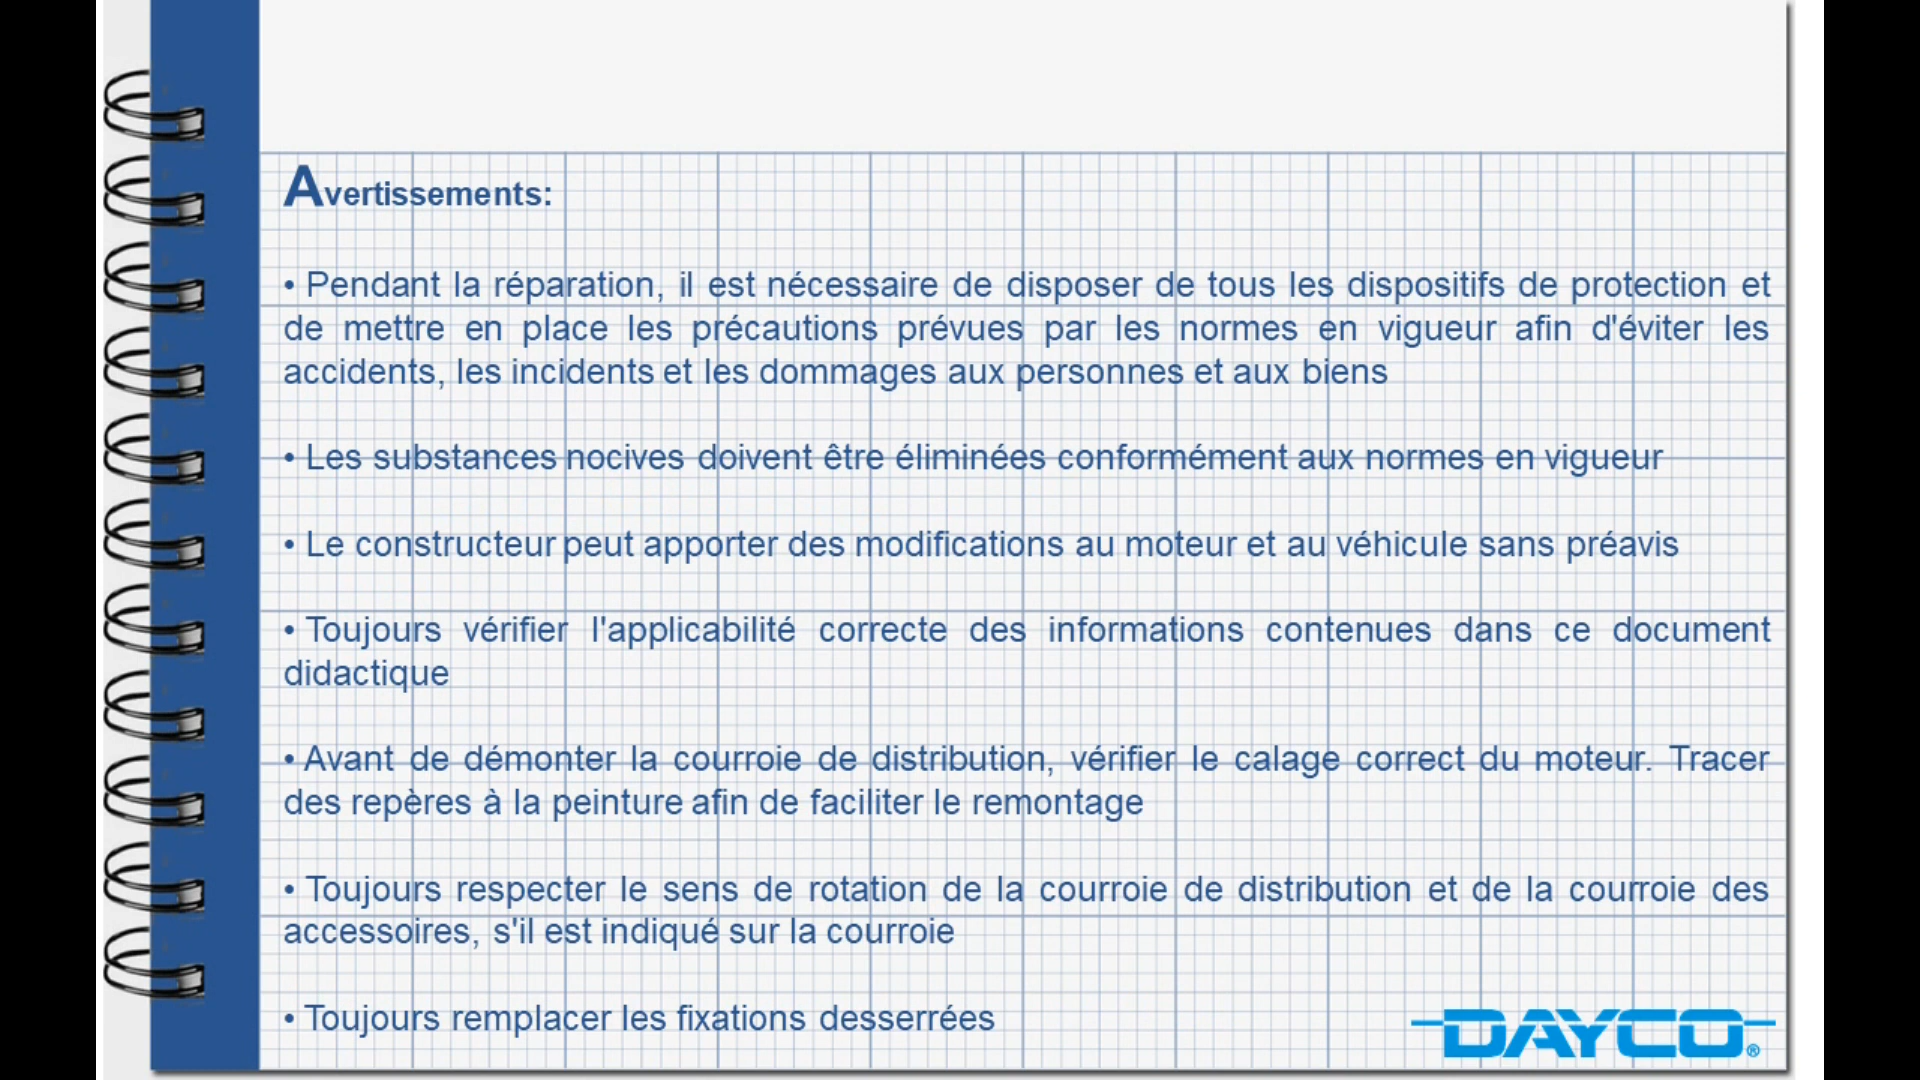 Avertissements:
• Pendant la réparation, il est nécessaire de disposer de tous les dispositifs de protection et
de mettre en place les précautions prévues par les normes en vigueur afin d'éviter les
accidents, les incidents et les dommages aux personnes et aux biens
• Les substances nocives doivent être éliminées conformément aux normes en vigueur
• Le constructeur peut apporter des modifications au moteur et au véhicule sans préavis
• Toujours vérifier l'applicabilité correcte des informations contenues dans ce document
didactique
• Avant de démonter la courroie de distribution, vérifier le calage correct du moteur. Tracer
des repères à la peinture afin de faciliter le remontage
• Toujours respecter le sens de rotation de la courroie de distribution et de la courroie des
accessoires, s'il est indiqué sur la courroie
• Toujours remplacer les fixations desserrées
DAYCO®